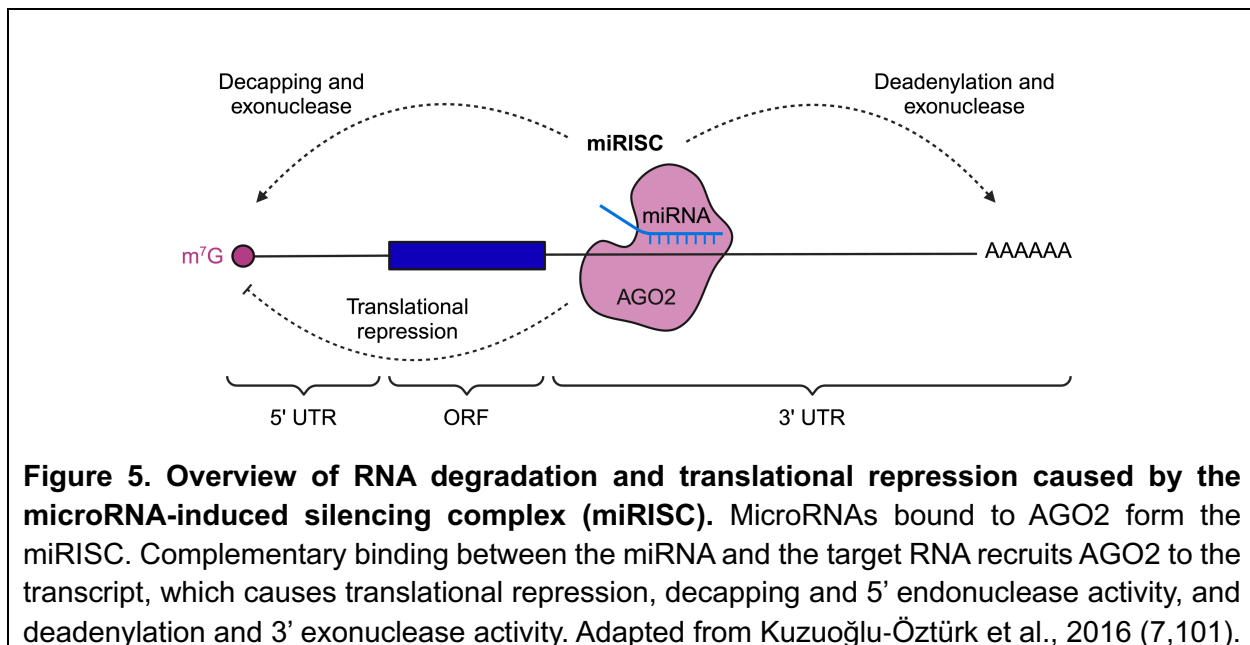 Decapping and
exonuclease
Deadenylation and
exonuclease
miRISC
miRNA
m⁷G
AAAAAA
AGO2
Translational
repression
5' UTR
ORF
3' UTR
Figure 5. Overview of RNA degradation and translational repression caused by the
microRNA-induced silencing complex (miRISC). MicroRNAs bound to AGO2 form the
miRISC. Complementary binding between the miRNA and the target RNA recruits AGO2 to the
transcript, which causes translational repression, decapping and 5’ endonuclease activity, and
deadenylation and 3’ exonuclease activity. Adapted from Kuzuoğlu-Öztürk et al., 2016 (7,101).